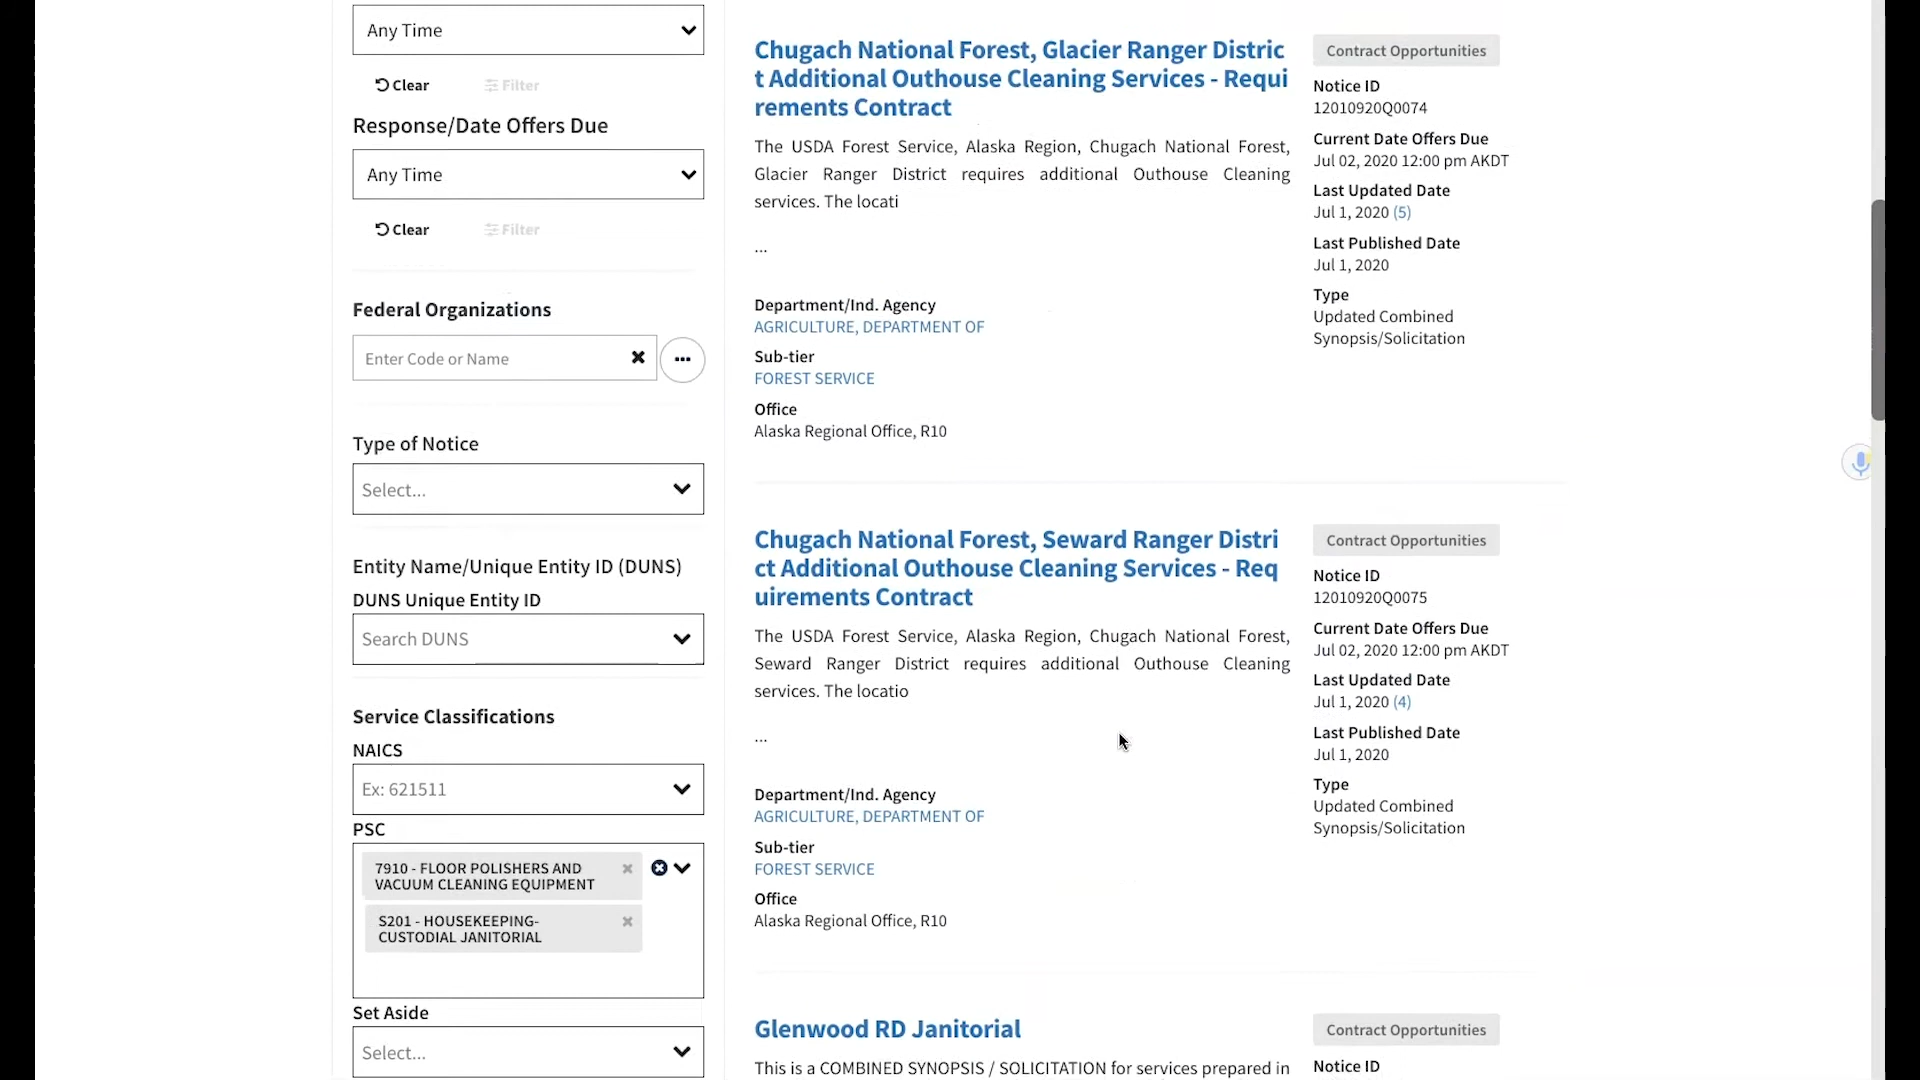 Any Time
Clear
Filter
Response/Date Offers Due
Any Time
Clear
Filter
Federal Organizations
Enter Code or Name
Type of Notice
Select...
Entity Name/Unique Entity ID (DUNS)
DUNS Unique Entity ID
Search DUNS
Service Classifications
NAICS
Ex: 621511
PSC
7910 - FLOOR POLISHERS AND
VACUUM CLEANING EQUIPMENT
S201 - HOUSEKEEPING-
CUSTODIAL JANITORIAL
Set Aside
Select...
Chugach National Forest, Glacier Ranger Distric
t Additional Outhouse Cleaning Services - Requi
rements Contract
The USDA Forest Service, Alaska Region, Chugach National Forest,
Glacier Ranger District requires additional Outhouse Cleaning
services. The locati
...
Department/Ind. Agency
AGRICULTURE, DEPARTMENT OF
Sub-tier
FOREST SERVICE
Office
Alaska Regional Office, R10
Contract Opportunities
Notice ID
12010920Q0074
Current Date Offers Due
Jul 02, 2020 12:00 pm AKDT
Last Updated Date
Jul 1, 2020 (5)
Last Published Date
Jul 1, 2020
Type
Updated Combined
Synopsis/Solicitation
Chugach National Forest, Seward Ranger Distri
ct Additional Outhouse Cleaning Services - Req
uirements Contract
The USDA Forest Service, Alaska Region, Chugach National Forest,
Seward Ranger District requires additional Outhouse Cleaning
services. The locatio
...
Department/Ind. Agency
AGRICULTURE, DEPARTMENT OF
Sub-tier
FOREST SERVICE
Office
Alaska Regional Office, R10
Contract Opportunities
Notice ID
12010920Q0075
Current Date Offers Due
Jul 02, 2020 12:00 pm AKDT
Last Updated Date
Jul 1, 2020 (4)
Last Published Date
Jul 1, 2020
Type
Updated Combined
Synopsis/Solicitation
Glenwood RD Janitorial
This is a COMBINED SYNOPSIS / SOLICITATION for services prepared in
Contract Opportunities
Notice ID